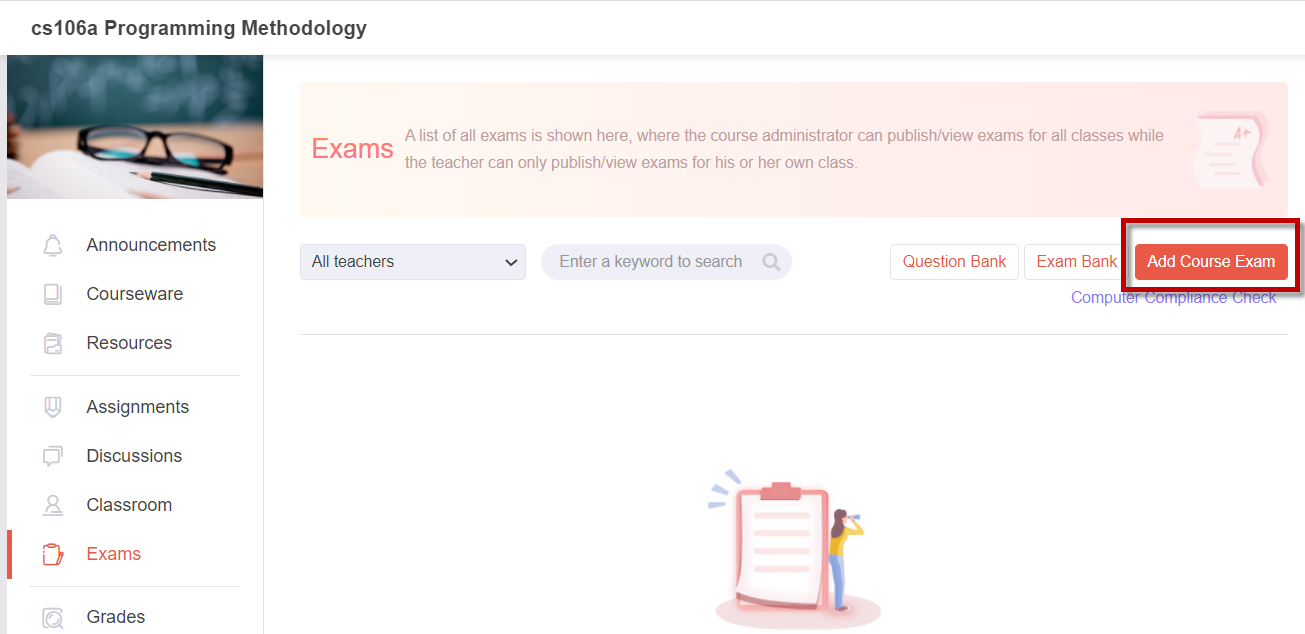 cs106a Programming Methodology
Announcements
Courseware
Resources
Assignments
Discussions
Classroom
Exams
Grades
Exams
A list of all exams is shown here, where the course administrator can publish/view exams for all classes while
the teacher can only publish/view exams for his or her own class.
A+
All teachers
Enter a keyword to search
Question Bank
Exam Bank
Add Course Exam
Computer Compliance Check